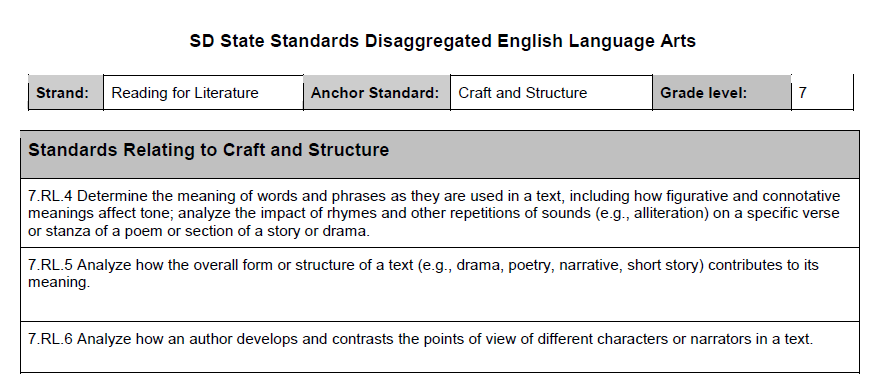 SD State Standards Disaggregated English Language Arts
Strand: Reading for Literature Anchor Standard: Craft and Structure Grade level: 7
Standards Relating to Craft and Structure
7.RL.4 Determine the meaning of words and phrases as they are used in a text, including how figurative and connotative
meanings affect tone; analyze the impact of rhymes and other repetitions of sounds (e.g., alliteration) on a specific verse
or stanza of a poem or section of a story or drama.
7.RL.5 Analyze how the overall form or structure of a text (e.g., drama, poetry, narrative, short story) contributes to its
meaning.
7.RL.6 Analyze how an author develops and contrasts the points of view of different characters or narrators in a text.